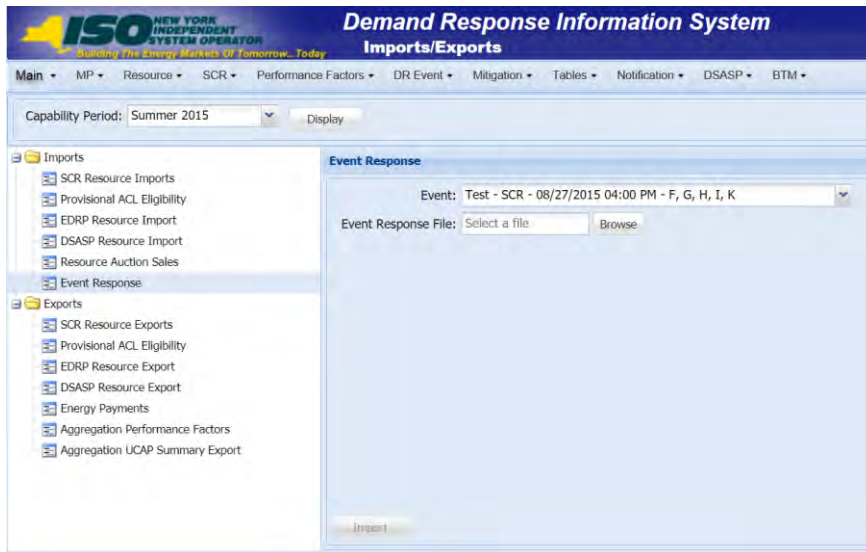 NEW YORK
INDEPENDENT
SYSTEM OPERATOR
ISO
Building The Energy Markets Of Tomorrow...Today
Demand Response Information System
Imports/Exports
Main MP Resource SCR Performance Factors DR Event Mitigation Tables Notification DSASP BTM
Capability Period: Summer 2015 Display
Imports
SCR Resource Imports
Provisional ACL Eligibility
EDRP Resource Import
DSASP Resource Import
Resource Auction Sales
Event Response
Exports
SCR Resource Exports
Provisional ACL Eligibility
EDRP Resource Export
DSASP Resource Export
Energy Payments
Aggregation Performance Factors
Aggregation UCAP Summary Export
Event Response
Event: Test - SCR - 08/27/2015 04:00 PM - F, G, H, I, K
Event Response File: Select a file Browse
Import